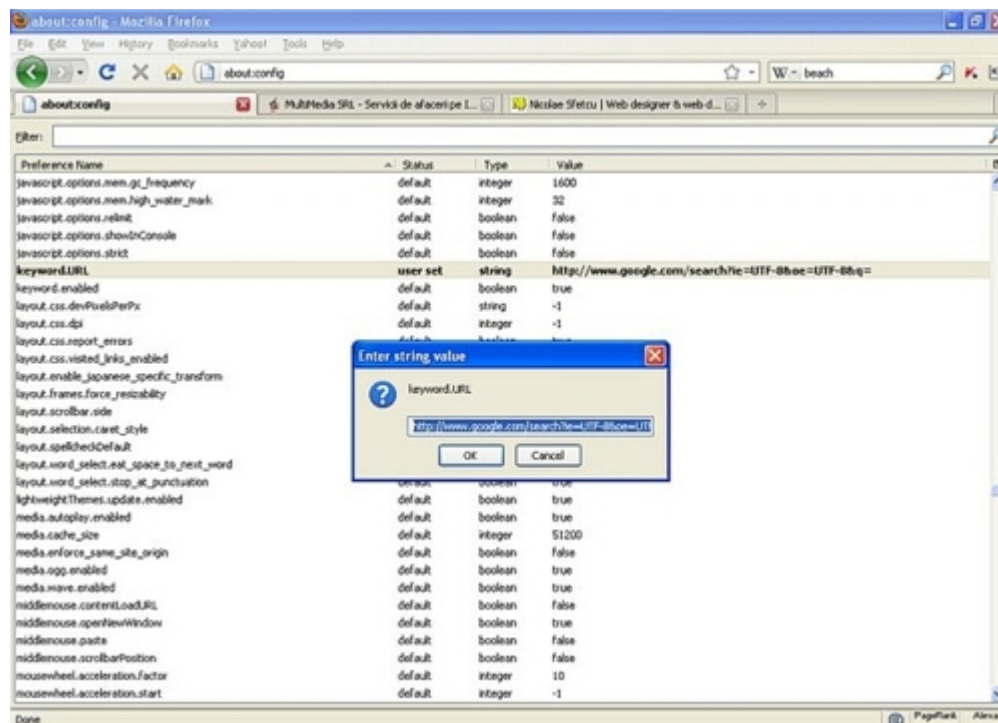 about:config - Mozilla Firefox
File Edit View History Bookmarks Yahoo! Tools Help
about:config W beach
about:config MultiMedia SRL - Servicii de afaceri pe I... Nicolae Sfetcu | Web designer & web d...
Filter:
Preference Name Status Type Value
javascript.options.mem.gc_frequency default integer 1600
javascript.options.mem.high_water_mark default integer 32
javascript.options.relimit default boolean false
javascript.options.showInConsole default boolean false
javascript.options.strict default boolean false
keyword.URL user set string http://www.google.com/search?ie=UTF-8&oe=UTF-8&q=
keyword.enabled default boolean true
layout.css.devPixelsPerPx default string -1
layout.css.dpi default integer -1
layout.css.report_errors
layout.css.visited_links_enabled
layout.enable_japanese_specific_transform
layout.frames.force_resizability
layout.scrollbar.side
layout.selection.caret_style
layout.spellcheckDefault
layout.word_select.eat_space_to_next_word
layout.word_select.stop_at_punctuation
Enter string value
keyword.URL
http://www.google.com/search?ie=UTF-8&oe=UTF
OK Cancel
lightweightThemes.update.enabled default boolean true
media.autoplay.enabled default boolean true
media.cache_size default integer 51200
media.enforce_same_site_origin default boolean false
media.ogg.enabled default boolean true
media.wave.enabled default boolean true
middlemouse.contentLoadURL default boolean false
middlemouse.openNewWindow default boolean true
middlemouse.paste default boolean false
middlemouse.scrollbarPosition default boolean false
mousewheel.acceleration.factor default integer 10
mousewheel.acceleration.start default integer -1
Done PageRank Alexa